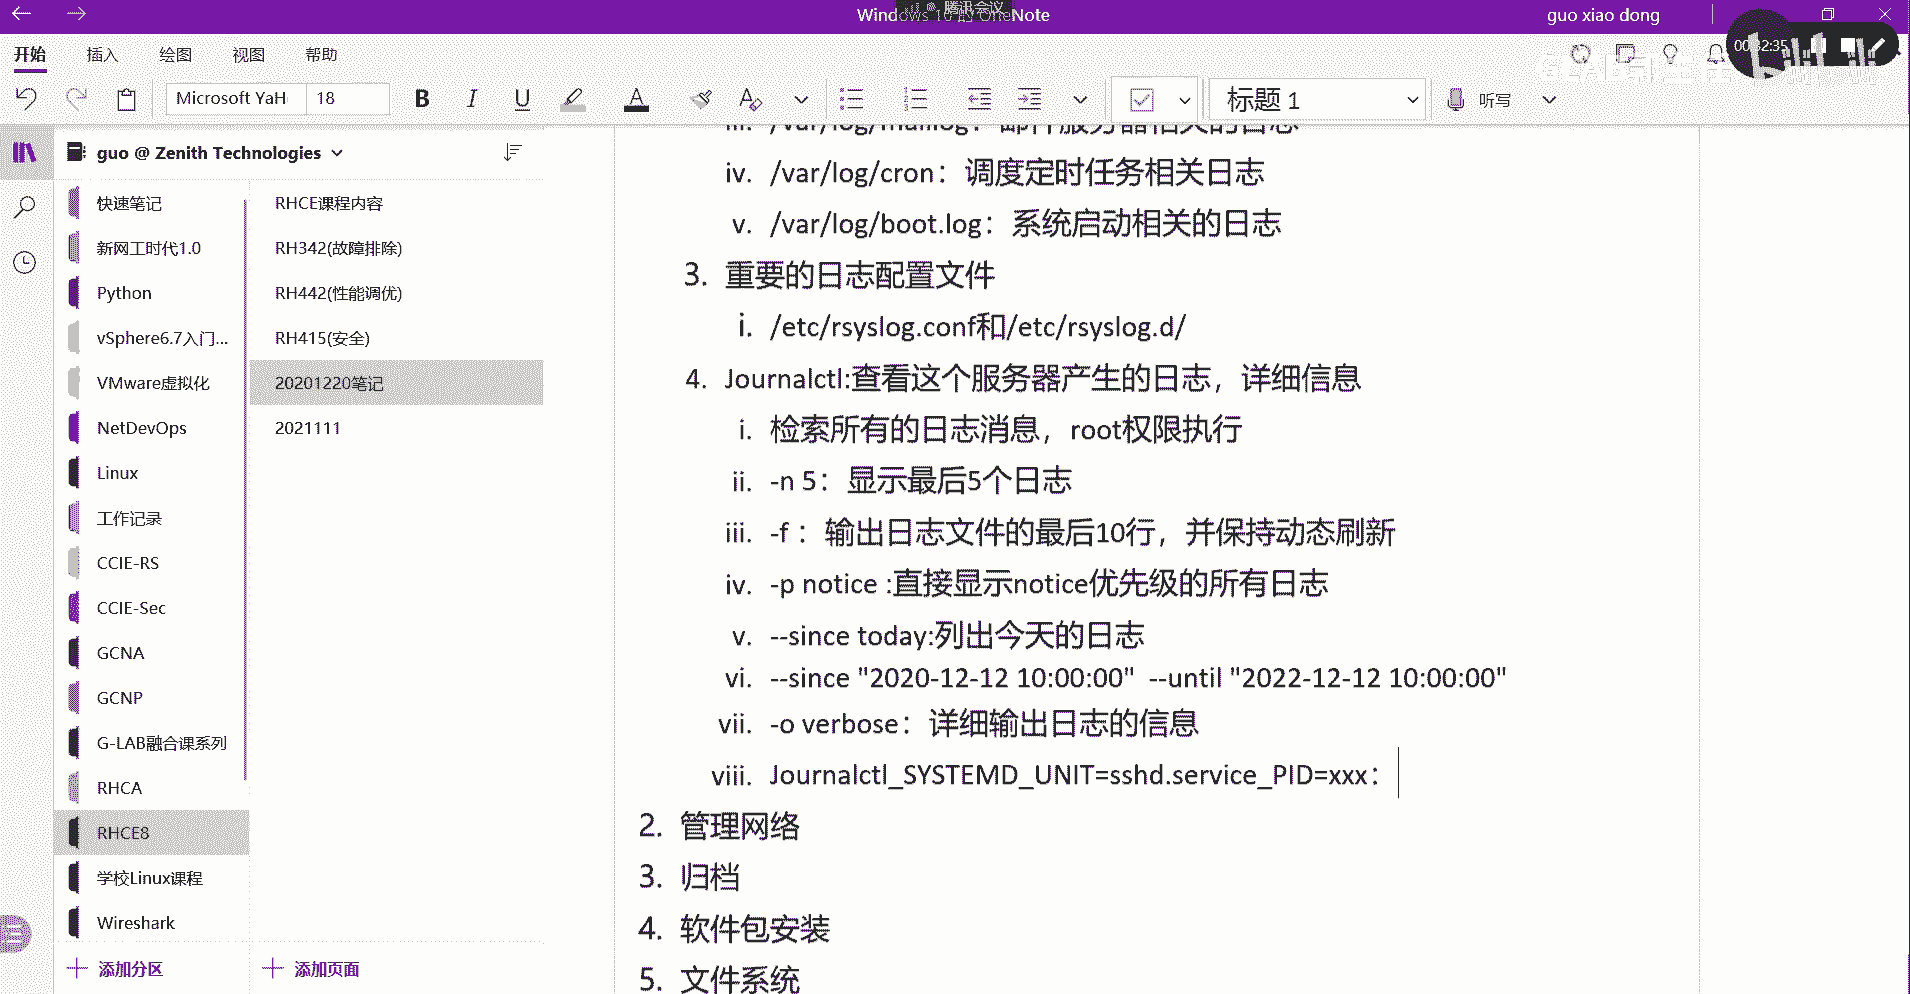 Windows 10 的 OneNote
腾讯会议
guo xiao dong
开始 插入 绘图 视图 帮助
Microsoft YaH 18
B I U A
标题 1
听写
guo @ Zenith Technologies
快速笔记
新网工时代1.0
Python
vSphere6.7入门...
VMware虚拟化
NetDevOps
Linux
工作记录
CCIE-RS
CCIE-Sec
GCNA
GCNP
G-LAB融合课系列
RHCA
RHCE8
学校Linux课程
Wireshark
添加分区
RHCE课程内容
RH342(故障排除)
RH442(性能调优)
RH415(安全)
20201220笔记
2021111
添加页面
iii. /var/log/maillog：邮件服务器相关的日志
iv. /var/log/cron：调度定时任务相关日志
v. /var/log/boot.log：系统启动相关的日志
3. 重要的日志配置文件
i. /etc/rsyslog.conf和/etc/rsyslog.d/
4. Journalctl:查看这个服务器产生的日志，详细信息
i. 检索所有的日志消息，root权限执行
ii. -n 5：显示最后5个日志
iii. -f ：输出日志文件的最后10行，并保持动态刷新
iv. -p notice :直接显示notice优先级的所有日志
v. --since today:列出今天的日志
vi. --since "2020-12-12 10:00:00" --until "2022-12-12 10:00:00"
vii. -o verbose：详细输出日志的信息
viii. Journalctl_SYSTEMD_UNIT=sshd.service_PID=xxx：
2. 管理网络
3. 归档
4. 软件包安装
5. 文件系统